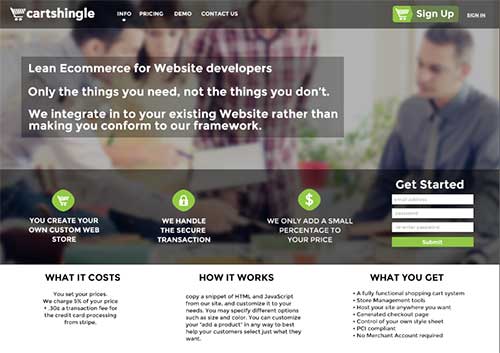 cartshingle
INFO PRICING DEMO CONTACT US
Sign Up
SIGN IN
Lean Ecommerce for Website developers
Only the things you need, not the things you don't.
We integrate in to your existing Website rather than
making you conform to our framework.
YOU CREATE YOUR
OWN CUSTOM WEB
STORE
WE HANDLE
THE SECURE
TRANSACTION
$
WE ONLY ADD A SMALL
PERCENTAGE TO
YOUR PRICE
Get Started
email address
password
re-enter password
Submit
WHAT IT COSTS
You set your prices.
We charge 5% of your price
+ .30¢ a transaction fee for
the credit card processing
from stripe.
HOW IT WORKS
copy a snippet of HTML and JavaScript
from our site, and customize it to your
needs. You may specify different options
such as size and color. You can customize
your "add a product" in any way to best
help your customers select just what they
want.
WHAT YOU GET
• A fully functional shopping cart system
• Store Management tools
• Host your site anywhere you want
• Generated checkout page
• Control of your own style sheet
• PCI compliant
• No Merchant Account required